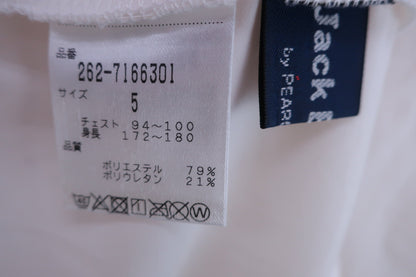 品番
262-7166301
サイズ
5
チェスト 94～100
身長 172～180
品質
ポリエステル 79%
ポリウレタン 21%
Jack
by PEARS